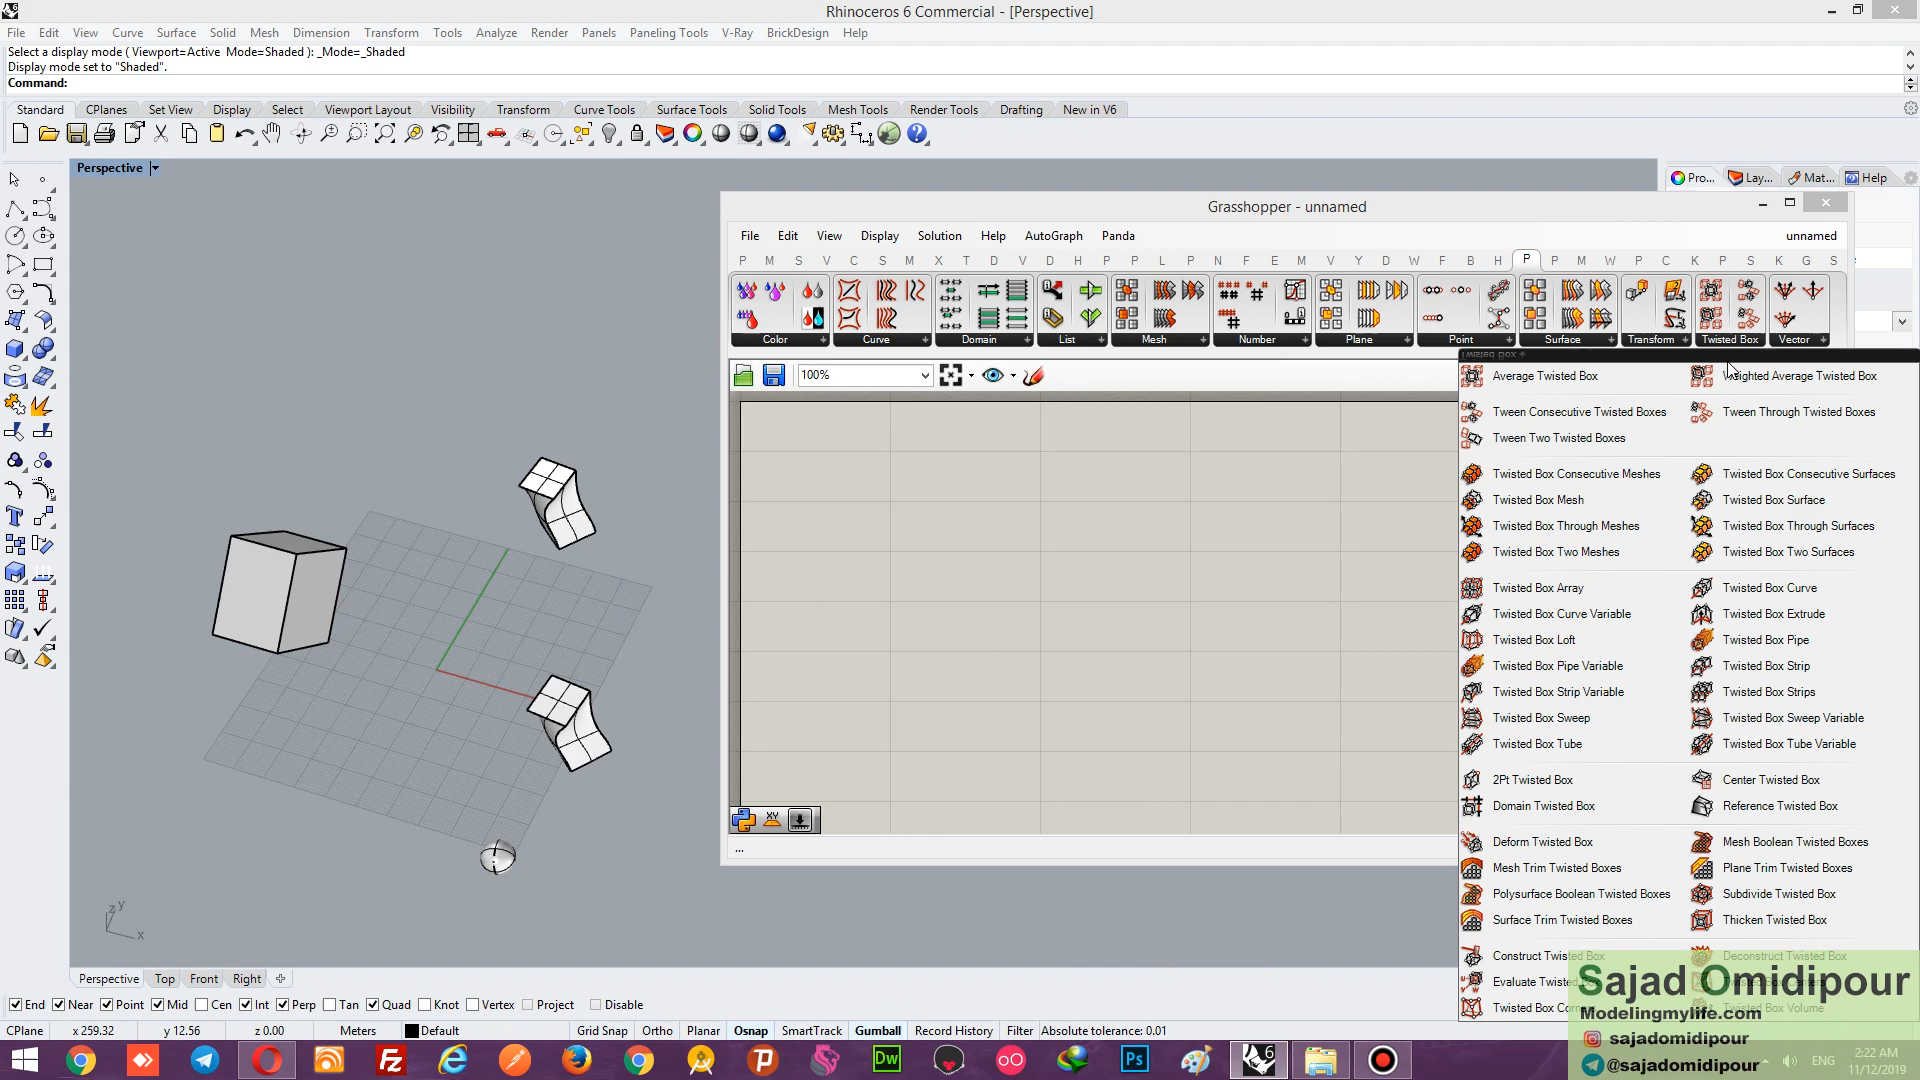 Rhinoceros 6 Commercial - [Perspective]
File Edit View Curve Surface Solid Mesh Dimension Transform Tools Analyze Render Panels Paneling Tools V-Ray BrickDesign Help
Select a display mode ( Viewport=Active Mode=Shaded ): _Mode=_Shaded
Display mode set to "Shaded".
Command:
Standard CPlanes Set View Display Select Viewport Layout Visibility Transform Curve Tools Surface Tools Solid Tools Mesh Tools Render Tools Drafting New in V6
Perspective
Pro... Lay... Mat... Help
Grasshopper - unnamed
File Edit View Display Solution Help AutoGraph Panda unnamed
P M S V C S M X T D V D H P P L P N F E M V Y D W F B H P P M W P C K P S K G S
Color Curve Domain List Mesh Number Plane Point Surface Transform Twisted Box Vector
100%
Twisted Box
Average Twisted Box Weighted Average Twisted Box
Tween Consecutive Twisted Boxes Tween Through Twisted Boxes
Tween Two Twisted Boxes
Twisted Box Consecutive Meshes Twisted Box Consecutive Surfaces
Twisted Box Mesh Twisted Box Surface
Twisted Box Through Meshes Twisted Box Through Surfaces
Twisted Box Two Meshes Twisted Box Two Surfaces
Twisted Box Array Twisted Box Curve
Twisted Box Curve Variable Twisted Box Extrude
Twisted Box Loft Twisted Box Pipe
Twisted Box Pipe Variable Twisted Box Strip
Twisted Box Strip Variable Twisted Box Strips
Twisted Box Sweep Twisted Box Sweep Variable
Twisted Box Tube Twisted Box Tube Variable
2Pt Twisted Box Center Twisted Box
Domain Twisted Box Reference Twisted Box
Deform Twisted Box Mesh Boolean Twisted Boxes
Mesh Trim Twisted Boxes Plane Trim Twisted Boxes
Polysurface Boolean Twisted Boxes Subdivide Twisted Box
Surface Trim Twisted Boxes Thicken Twisted Box
Construct Twisted Box Deconstruct Twisted Box
Evaluate Twisted
Twisted Box Twisted Box Volume
...
z y x
Perspective Top Front Right
End Near Point Mid Cen Int Perp Tan Quad Knot Vertex Project Disable
CPlane x 259.32 y 12.56 z 0.00 Meters Default Grid Snap Ortho Planar Osnap SmartTrack Gumball Record History Filter Absolute tolerance: 0.01
Sajad Omidipour
Modelingmylife.com
sajadomidipour
@sajadomidipour
Dw Ps 6 ENG 2:22 AM
11/12/2019